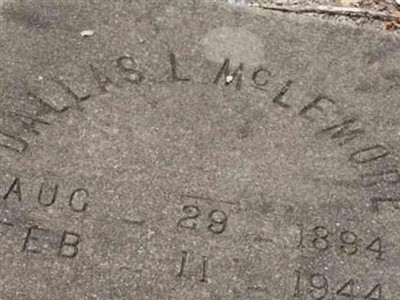 DALLAS L. McLEMORE
AUG - 29 - 1894
FEB - 11 - 1944